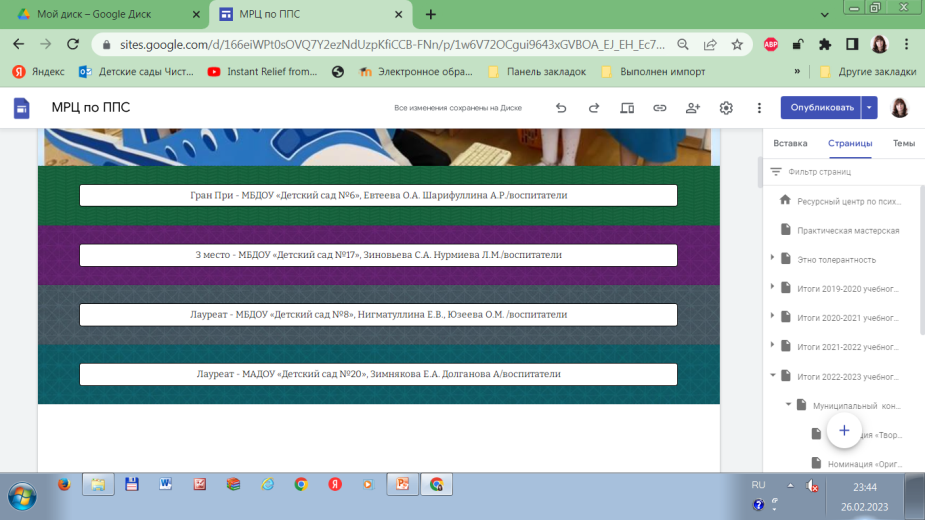 Мой диск – Google Диск
МРЦ по ППС
sites.google.com/d/166eiWPt0sOVQ7Y2ezNdUzpKfiCCB-FNn/p/1w6V72OCgui9643xGVBOA_EJ_EH_Ec7...
ABP
Яндекс
Детские сады Чист...
Instant Relief from...
Электронное обра...
Панель закладок
Выполнен импорт
»
Другие закладки
МРЦ по ППС
Все изменения сохранены на Диске
Опубликовать
Вставка
Страницы
Темы
Фильтр страниц
Ресурсный центр по псих...
Практическая мастерская
Этно толерантность
Итоги 2019-2020 учебног...
Итоги 2020-2021 учебног...
Итоги 2021-2022 учебног...
Итоги 2022-2023 учебног...
Муниципальный кон...
ция «Твор...
Номинация «Ориг...
Гран При - МБДОУ «Детский сад №6», Евтеева О.А. Шарифуллина А.Р./воспитатели
3 место - МБДОУ «Детский сад №17», Зиновьева С.А. Нурмиева Л.М./воспитатели
Лауреат - МБДОУ «Детский сад №8», Нигматуллина Е.В., Юзеева О.М. /воспитатели
Лауреат - МАДОУ «Детский сад №20», Зимнякова Е.А. Долганова А/воспитатели
RU
23:44
26.02.2023